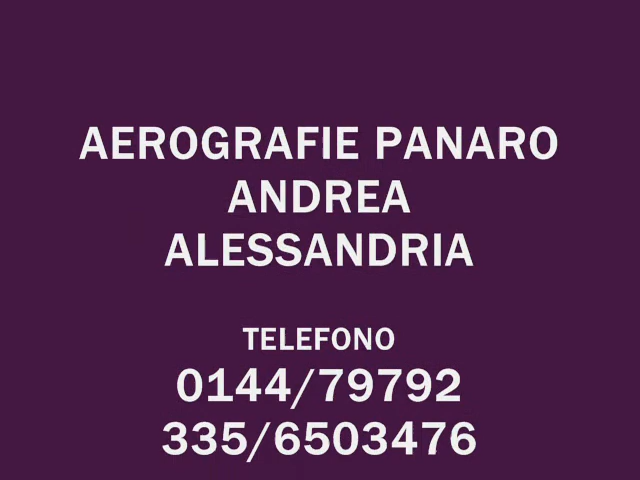 AEROGRAFIE PANARO
ANDREA
ALESSANDRIA
TELEFONO
0144/79792
335/6503476